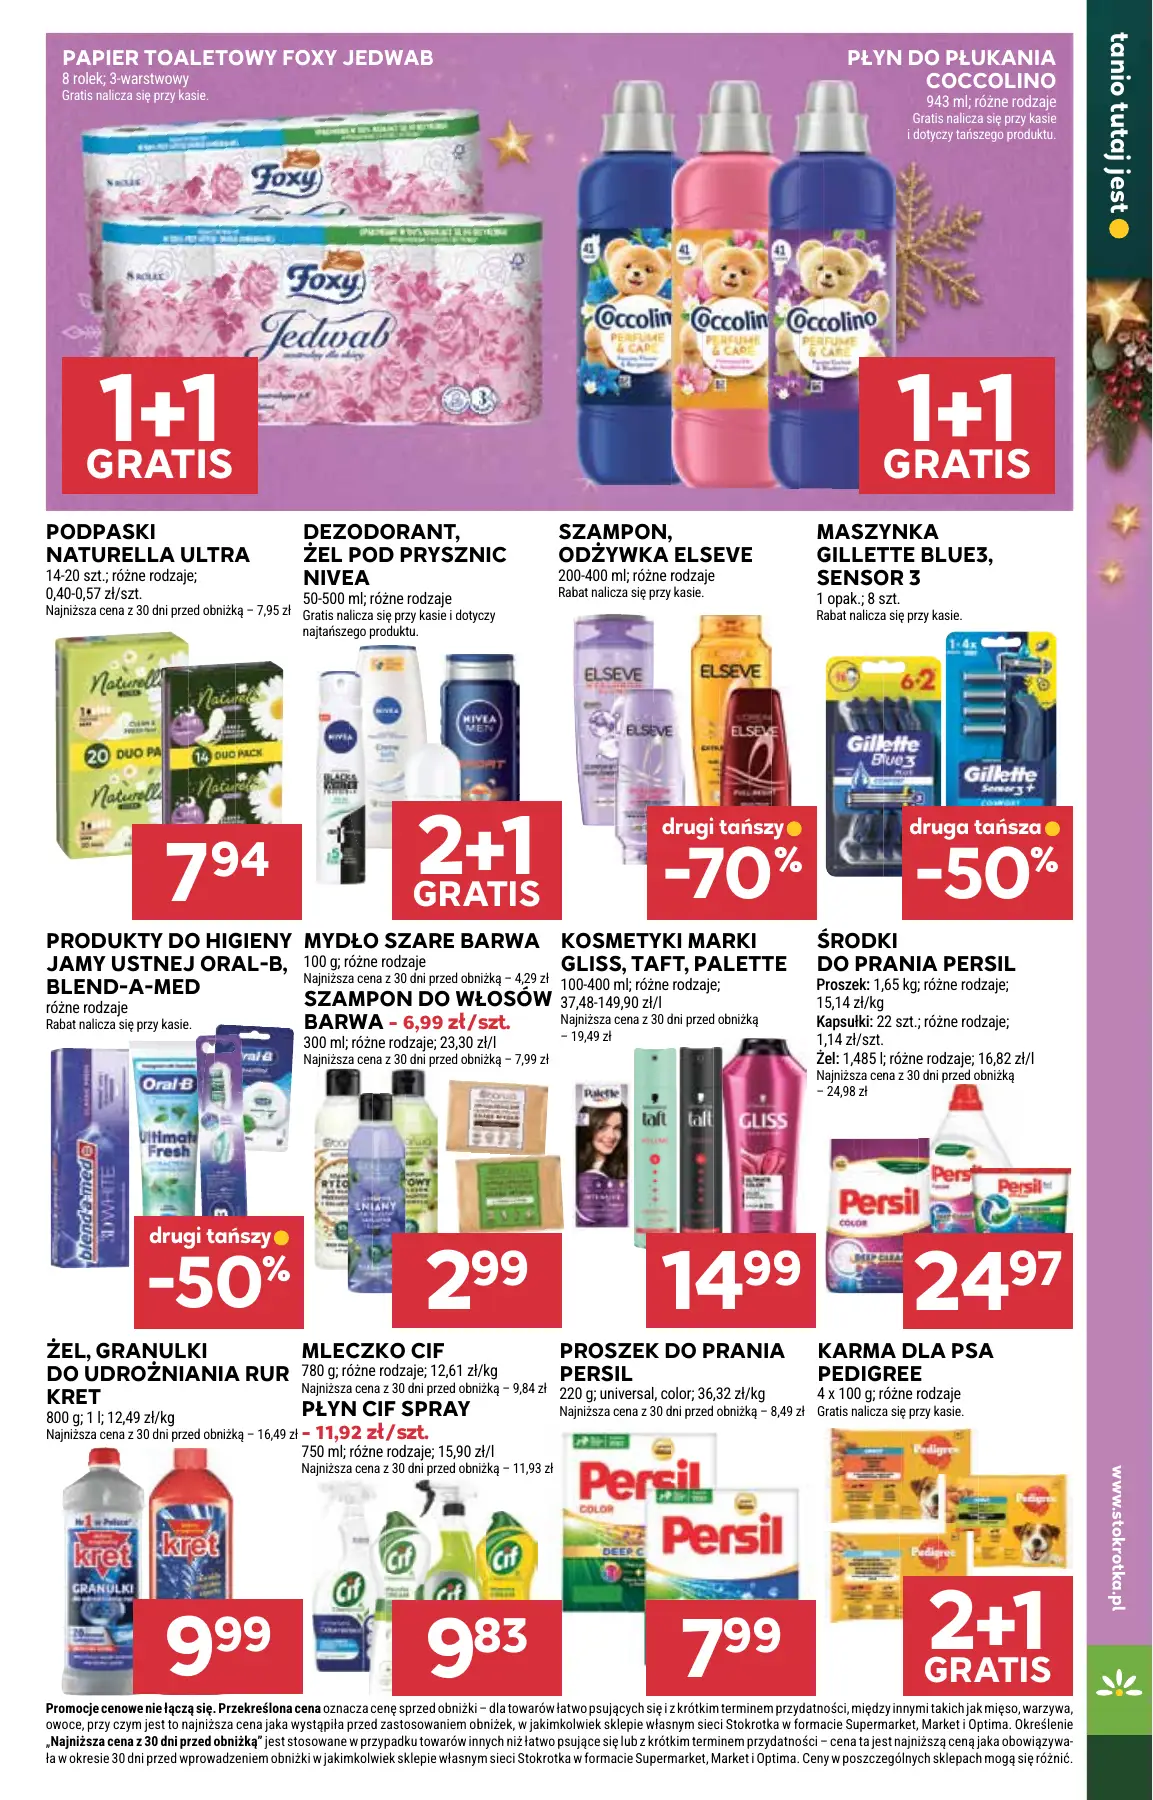 PAPIER TOALETOWY FOXY JEDWAB
8 rolek; 3-warstwowy
Gratis nalicza się przy kasie.
Foxy
8 ROLEK
Foxy
Jedwab
1+1
GRATIS
PŁYN DO PŁUKANIA
COCCOLINO
943 ml; różne rodzaje
Gratis nalicza się przy kasie
i dotyczy tańszego produktu.
41
Coccolino
PERFUME
& CARE
1+1
GRATIS
tanio tutaj jest
PODPASKI
NATURELLA ULTRA
14-20 szt.; różne rodzaje;
0,40-0,57 zł/szt.
Najniższa cena z 30 dni przed obniżką – 7,95 zł
Naturella
20 DUO PA
14 DUO PACK
7 94
DEZODORANT,
ŻEL POD PRYSZNIC
NIVEA
50-500 ml; różne rodzaje
Gratis nalicza się przy kasie i dotyczy
najtańszego produktu.
NIVEA
NIVEA
MEN
2+1
GRATIS
SZAMPON,
ODŻYWKA ELSEVE
200-400 ml; różne rodzaje
Rabat nalicza się przy kasie.
ELSEVE
ELSEVE
ELSEVE
ELSEVE
drugi tańszy
-70%
MASZYNKA
GILLETTE BLUE3,
SENSOR 3
1 opak.; 8 szt.
Rabat nalicza się przy kasie.
6+2
Gillette
Blue3
PLUS
COMFORT
Gillette
Sensor3+
COMFORT
druga tańsza
-50%
PRODUKTY DO HIGIENY
JAMY USTNEJ ORAL-B,
BLEND-A-MED
różne rodzaje
Rabat nalicza się przy kasie.
Oral-B
Ultimate
Fresh
blend-a-med
3D WHITE
drugi tańszy
-50%
MYDŁO SZARE BARWA
100 g; różne rodzaje
Najniższa cena z 30 dni przed obniżką – 4,29 zł
SZAMPON DO WŁOSÓW
BARWA - 6,99 zł/szt.
300 ml; różne rodzaje; 23,30 zł/l
Najniższa cena z 30 dni przed obniżką – 7,99 zł
LNIANY
2 99
KOSMETYKI MARKI
GLISS, TAFT, PALETTE
100-400 ml; różne rodzaje;
37,48-149,90 zł/l
Najniższa cena z 30 dni przed obniżką
– 19,49 zł
Palette
taft
taft
GLISS
14 99
ŚRODKI
DO PRANIA PERSIL
Proszek: 1,65 kg; różne rodzaje;
15,14 zł/kg
Kapsułki: 22 szt.; różne rodzaje;
1,14 zł/szt.
Żel: 1,485 l; różne rodzaje; 16,82 zł/l
Najniższa cena z 30 dni przed obniżką
– 24,98 zł
Persil
COLOR
Persil
24 97
ŻEL, GRANULKI
DO UDROŻNIANIA RUR
KRET
800 g; 1 l; 12,49 zł/kg
Najniższa cena z 30 dni przed obniżką – 16,49 zł
Nr 1 w Polsce
kret
GRANULKI
kret
9 99
MLECZKO CIF
780 g; różne rodzaje; 12,61 zł/kg
Najniższa cena z 30 dni przed obniżką – 9,84 zł
PŁYN CIF SPRAY
- 11,92 zł/szt.
750 ml; różne rodzaje; 15,90 zł/l
Najniższa cena z 30 dni przed obniżką – 11,93 zł
Cif
Cif
Cif
9 83
PROSZEK DO PRANIA
PERSIL
220 g; universal, color; 36,32 zł/kg
Najniższa cena z 30 dni przed obniżką – 8,49 zł
Persil
COLOR
DEEP C
Persil
7 99
KARMA DLA PSA
PEDIGREE
4 x 100 g; różne rodzaje
Gratis nalicza się przy kasie.
Pedigree
2+1
GRATIS
www.stokrotka.pl
Promocje cenowe nie łączą się. Przekreślona cena oznacza cenę sprzed obniżki – dla towarów łatwo psujących się i z krótkim terminem przydatności, między innymi takich jak mięso, warzywa,
owoce, przy czym jest to najniższa cena jaka wystąpiła przed zastosowaniem obniżek, w jakimkolwiek sklepie własnym sieci Stokrotka w formacie Supermarket, Market i Optima. Określenie
„Najniższa cena z 30 dni przed obniżką” jest stosowane w przypadku towarów innych niż łatwo psujące się lub z krótkim terminem przydatności – cena ta jest najniższą ceną jaka obowiązywa-
ła w okresie 30 dni przed wprowadzeniem obniżki w jakimkolwiek sklepie własnym sieci Stokrotka w formacie Supermarket, Market i Optima. Ceny w poszczególnych sklepach mogą się różnić.